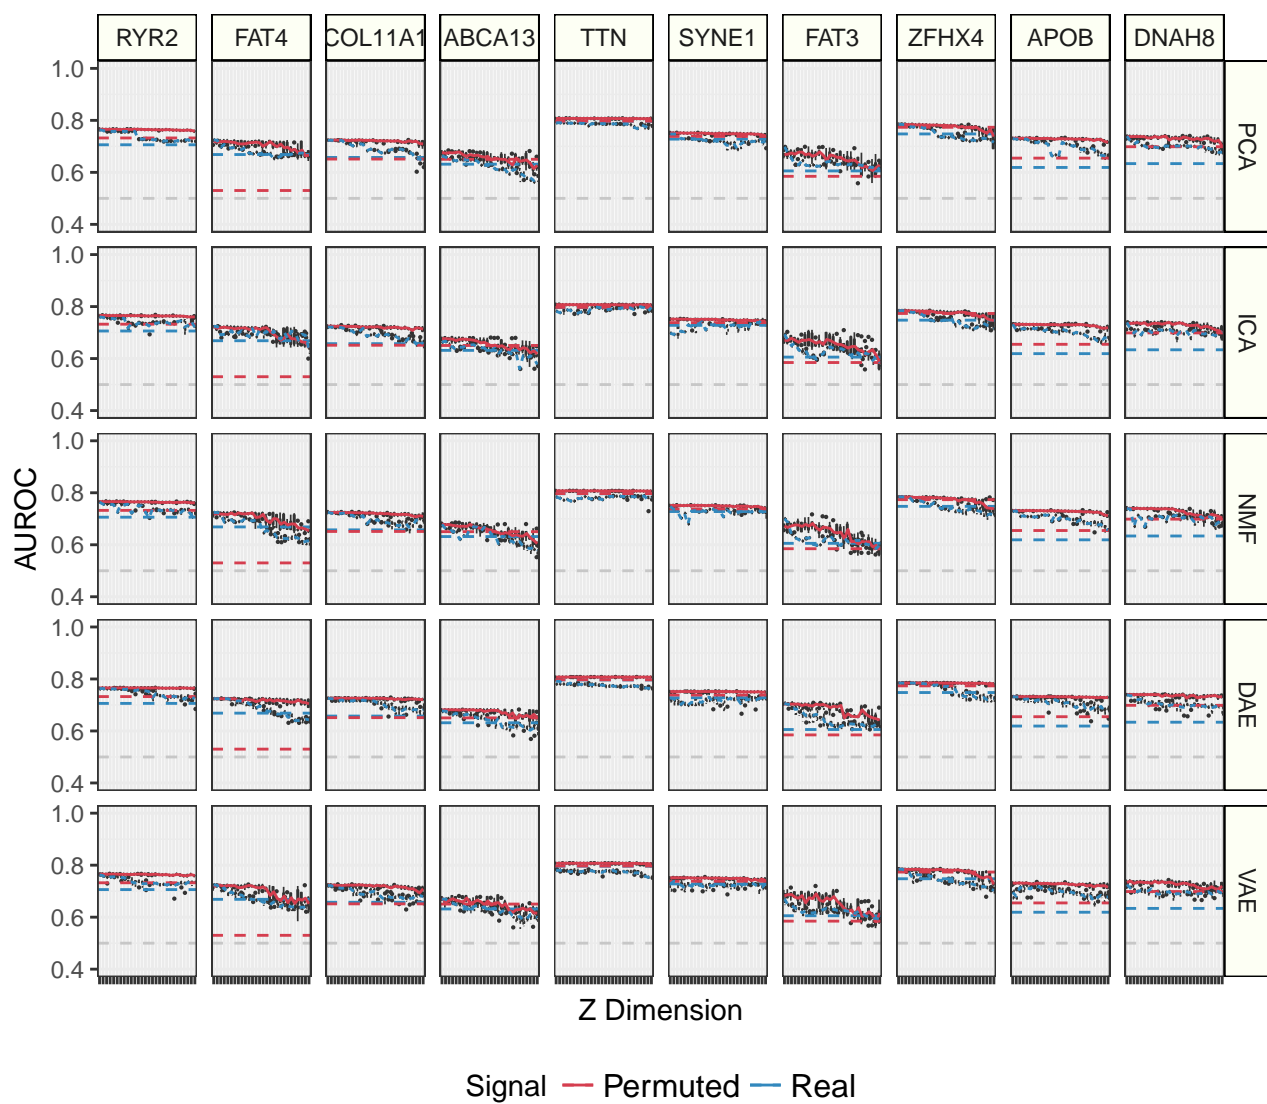 RYR2 FAT4 COL11A1 ABCA13 TTN SYNE1 FAT3 ZFHX4 APOB DNAH8
1.0
0.8
0.6
0.4
PCA
1.0
0.8
0.6
0.4
ICA
1.0
0.8
0.6
0.4
NMF
1.0
0.8
0.6
0.4
DAE
1.0
0.8
0.6
0.4
VAE
AUROC
Z Dimension
Signal Permuted Real